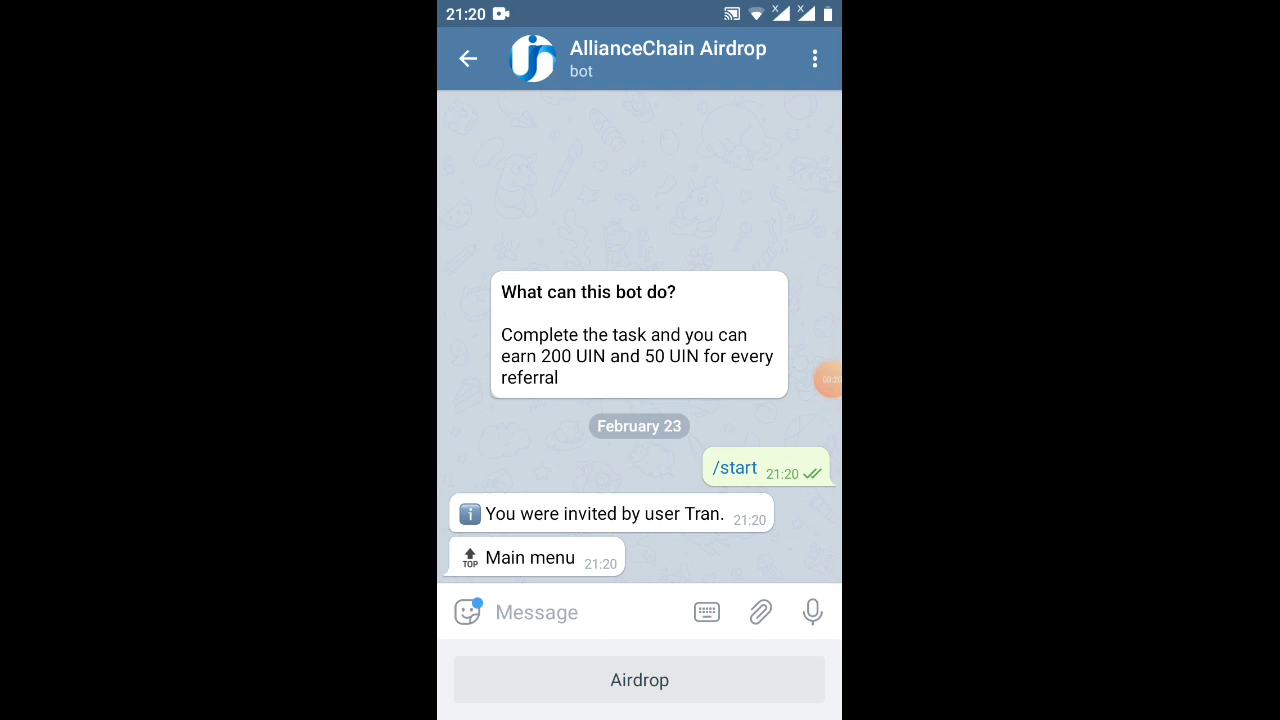 21:20
AllianceChain Airdrop
bot
What can this bot do?
Complete the task and you can
earn 200 UIN and 50 UIN for every
referral
February 23
/start 21:20
You were invited by user Tran. 21:20
TOP Main menu 21:20
Message
Airdrop